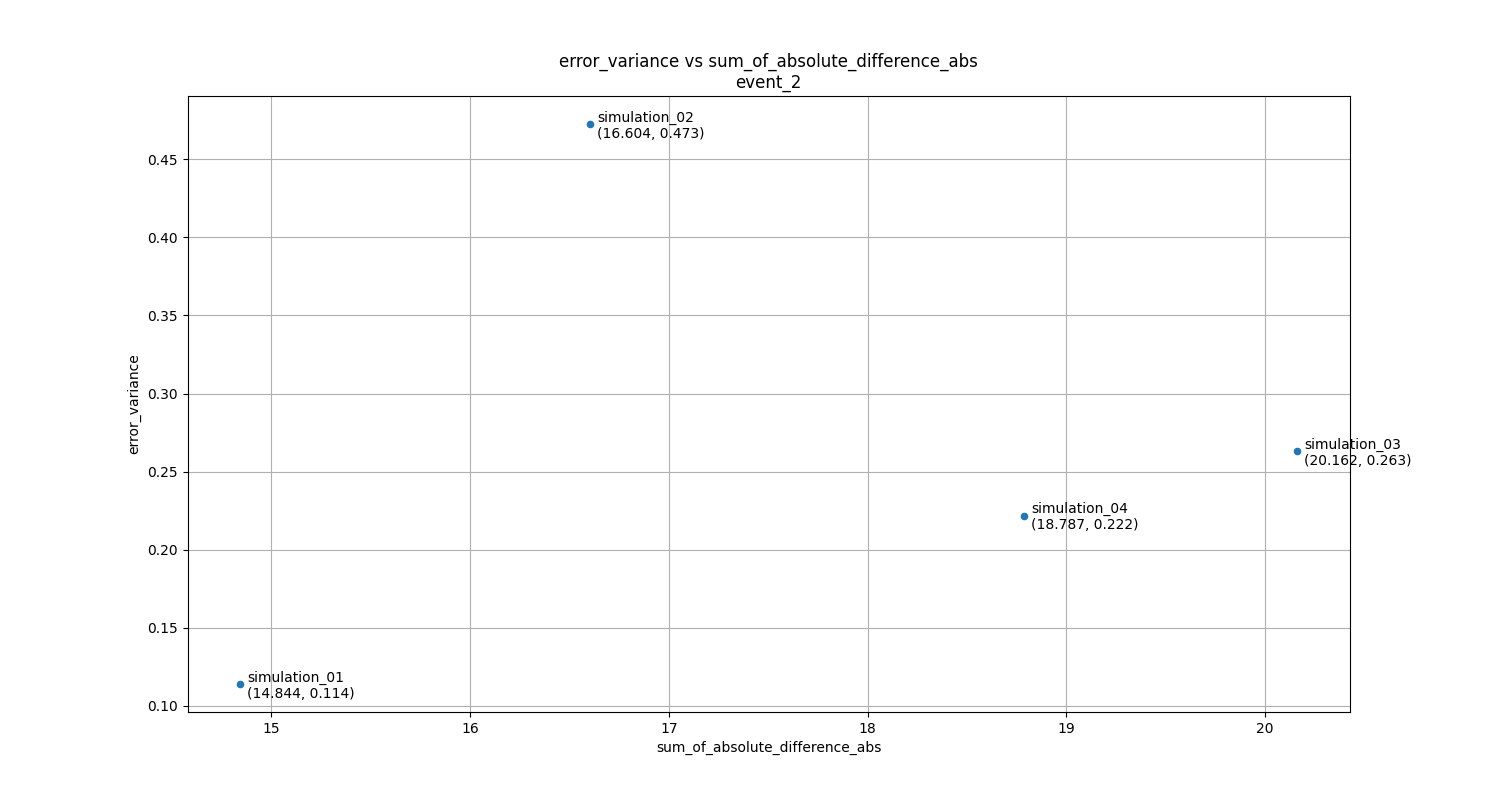 error_variance vs sum_of_absolute_difference_abs
event_2
simulation_02
(16.604, 0.473)
0.45
0.40
0.35
0.30
0.25
0.20
0.15
0.10
error_variance
simulation_03
(20.162, 0.263)
simulation_04
(18.787, 0.222)
simulation_01
(14.844, 0.114)
15
16
17
18
19
20
sum_of_absolute_difference_abs